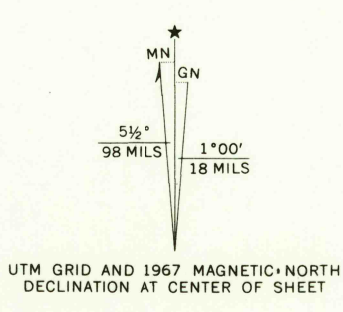 MN
GN
5½°
98 MILS
1°00'
18 MILS
UTM GRID AND 1967 MAGNETIC NORTH
DECLINATION AT CENTER OF SHEET